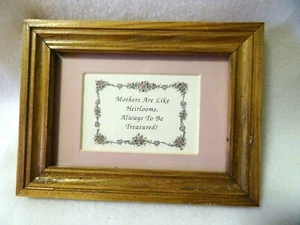 Mothers Are Like
Heirlooms,
Always To Be
Treasured!